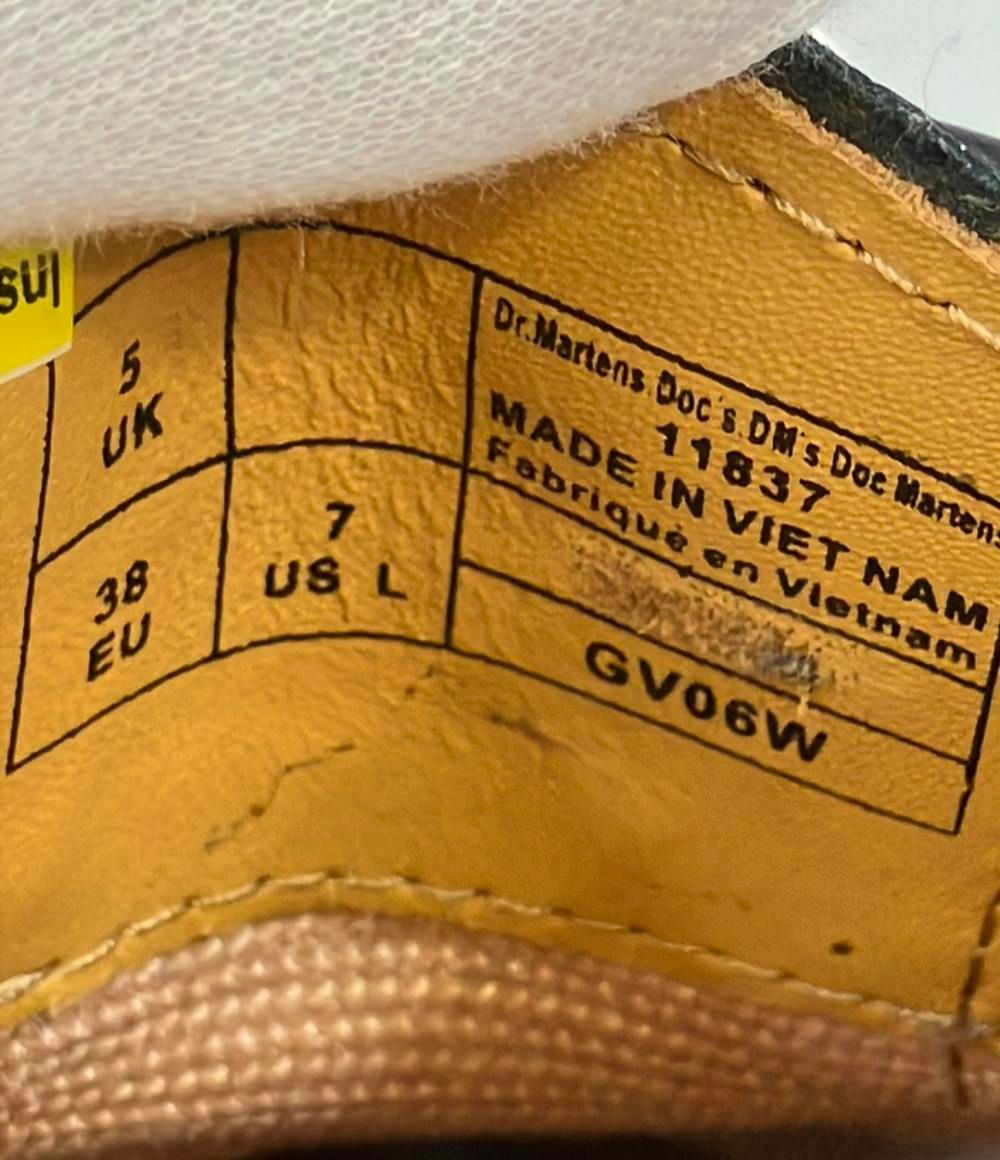 sul
5
UK
38
EU
7
US L
Dr.Martens.Doc's.DM's.Doc Martens
11837
MADE IN VIET NAM
Fabriqué en Vietnam
GV06W